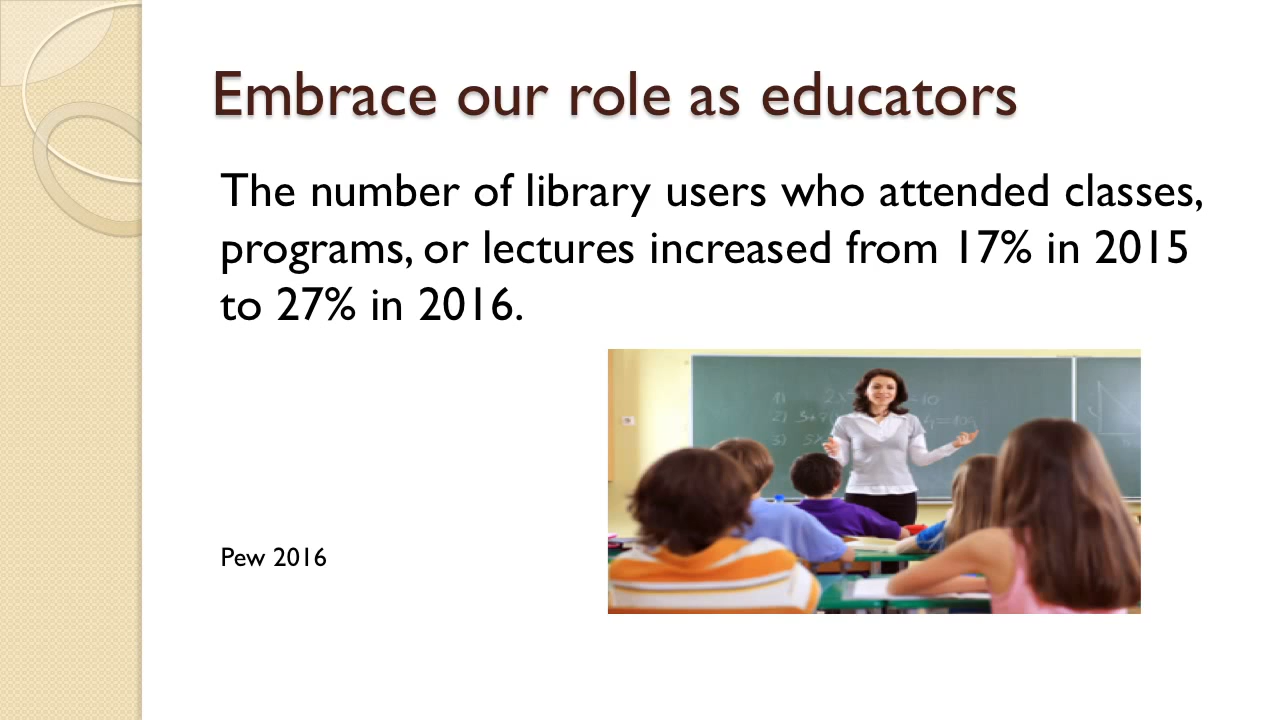 Embrace our role as educators
The number of library users who attended classes,
programs, or lectures increased from 17% in 2015
to 27% in 2016.
Pew 2016